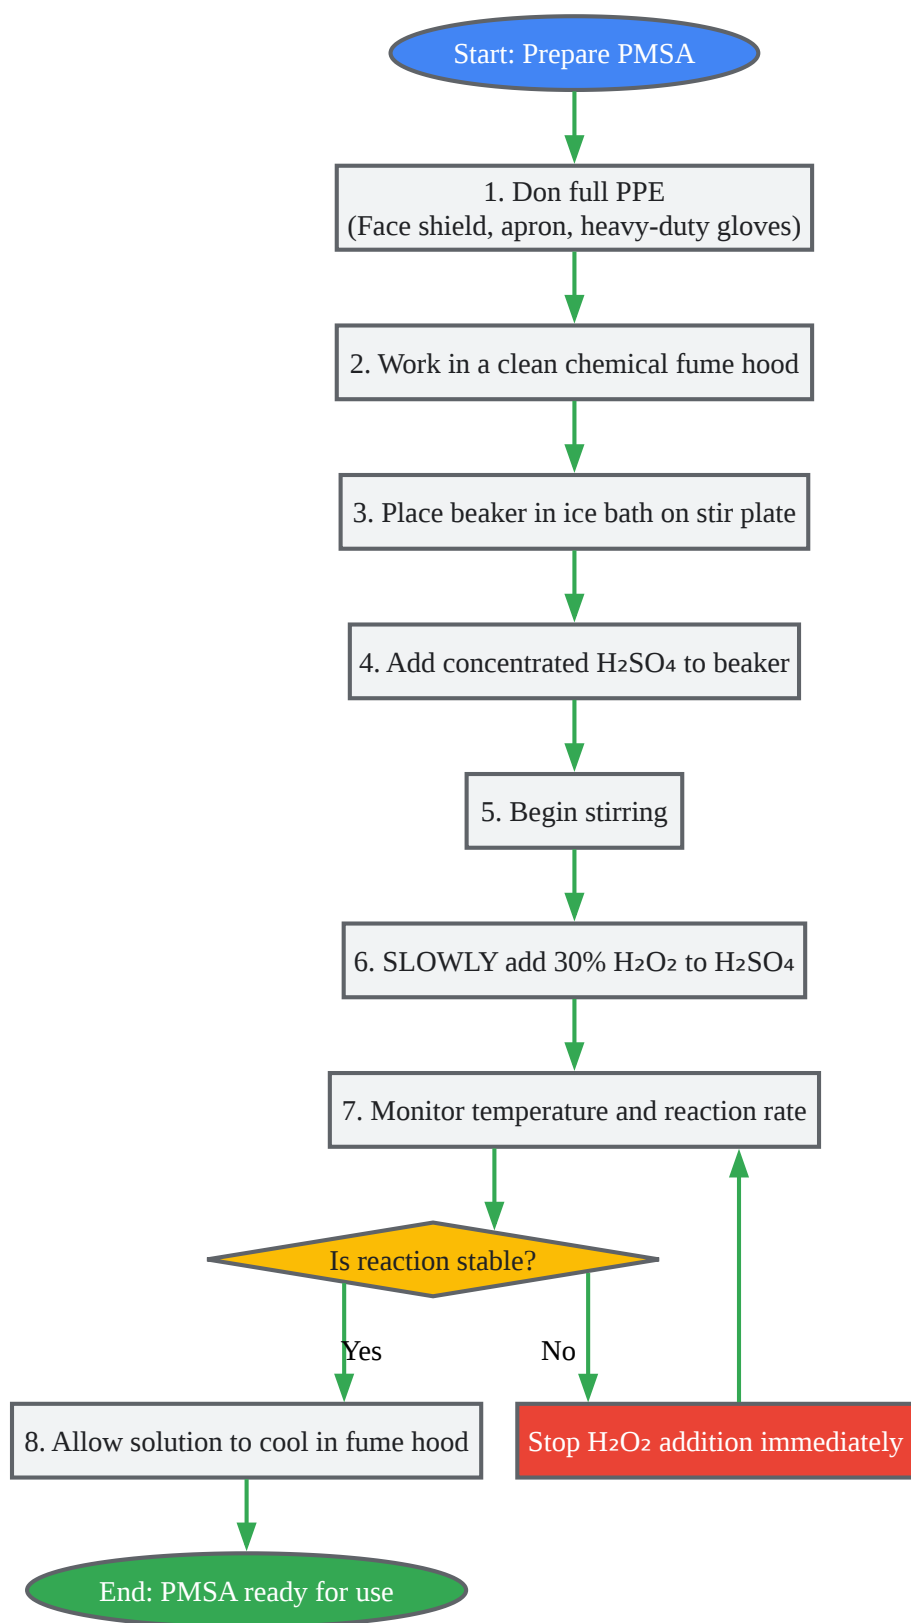 Start: Prepare PMSA
1. Don full PPE
(Face shield, apron, heavy-duty gloves)
2. Work in a clean chemical fume hood
3. Place beaker in ice bath on stir plate
4. Add concentrated H₂SO₄ to beaker
5. Begin stirring
6. SLOWLY add 30% H₂O₂ to H₂SO₄
7. Monitor temperature and reaction rate
Is reaction stable?
Yes
No
8. Allow solution to cool in fume hood
Stop H₂O₂ addition immediately
End: PMSA ready for use